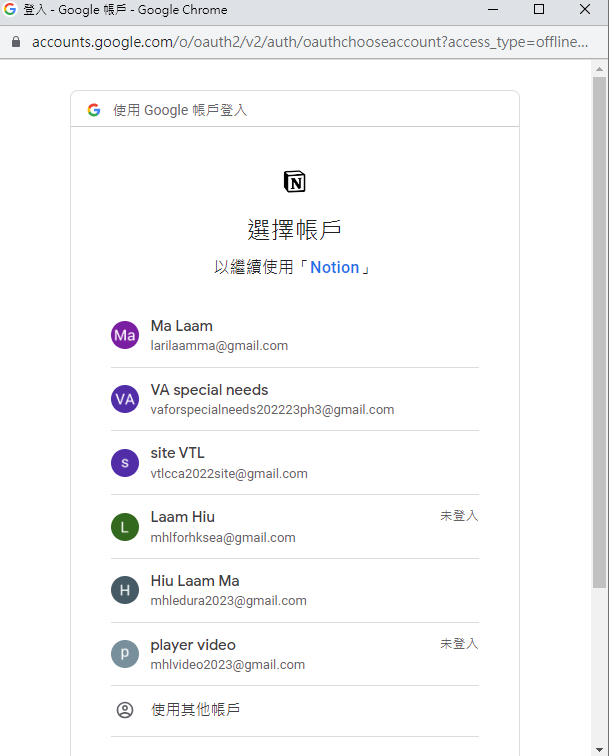 登入 - Google 帳戶 - Google Chrome
accounts.google.com/o/oauth2/v2/auth/oauthchooseaccount?access_type=offline...
使用 Google 帳戶登入
N
選擇帳戶
以繼續使用「Notion」
Ma Ma Laam
larilaamma@gmail.com
VA VA special needs
vaforspecialneeds202223ph3@gmail.com
s site VTL
vtlcca2022site@gmail.com
L Laam Hiu 未登入
mhlforhksea@gmail.com
H Hiu Laam Ma
mhledura2023@gmail.com
p player video 未登入
mhlvideo2023@gmail.com
使用其他帳戶